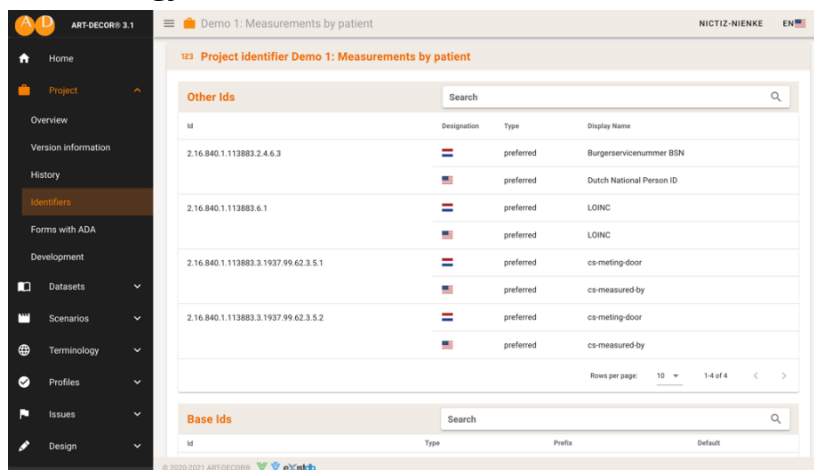 AD ART-DECOR® 3.1
Demo 1: Measurements by patient
NICTIZ-NIENKE EN
Home
Project
Overview
Version information
History
Identifiers
Forms with ADA
Development
Datasets
Scenarios
Terminology
Profiles
Issues
Design
123 Project identifier Demo 1: Measurements by patient
Other Ids Search
Id Designation Type Display Name
2.16.840.1.113883.2.4.6.3 preferred Burgerservicenummer BSN
preferred Dutch National Person ID
2.16.840.1.113883.6.1 preferred LOINC
preferred LOINC
2.16.840.1.113883.3.1937.99.62.3.5.1 preferred cs-meting-door
preferred cs-measured-by
2.16.840.1.113883.3.1937.99.62.3.5.2 preferred cs-meting-door
preferred cs-measured-by
Rows per page: 10 1-4 of 4
Base Ids Search
Id Type Prefix Default
© 2020-2021 ART-DECOR® eXistdb